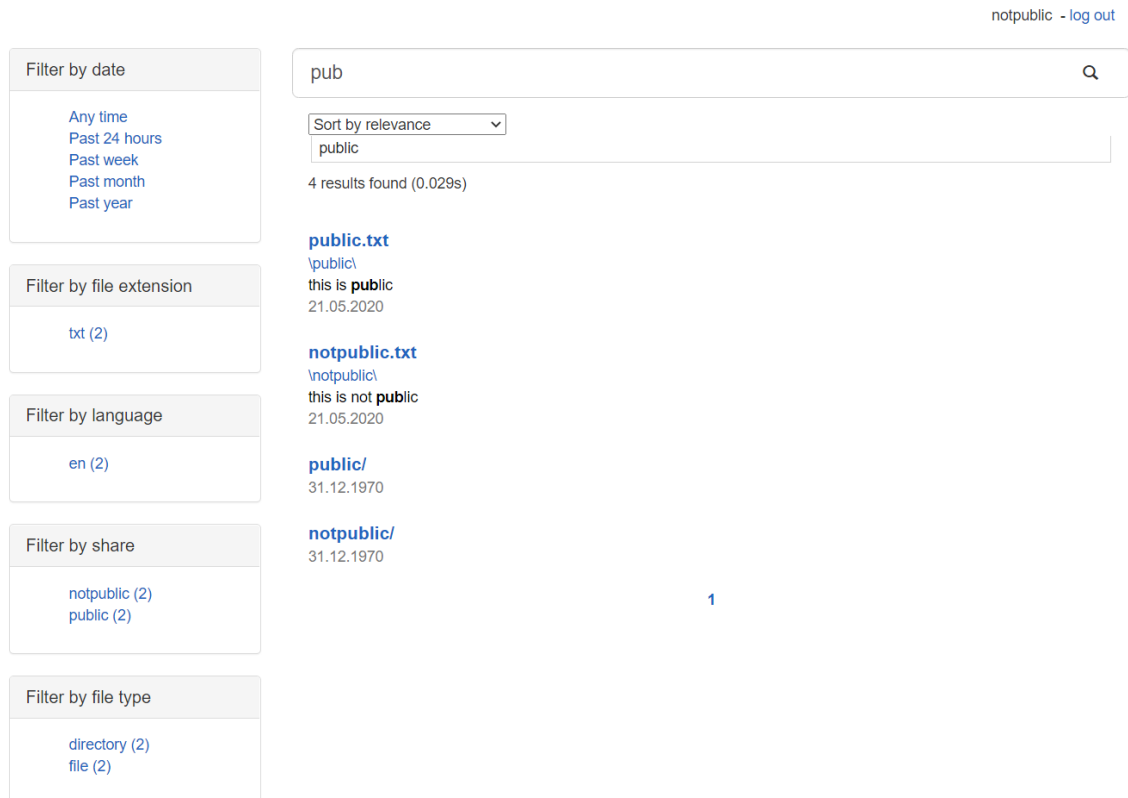 notpublic - log out
Filter by date
Any time
Past 24 hours
Past week
Past month
Past year
Filter by file extension
txt (2)
Filter by language
en (2)
Filter by share
notpublic (2)
public (2)
Filter by file type
directory (2)
file (2)
pub
Sort by relevance
public
4 results found (0.029s)
public.txt
\public\
this is public
21.05.2020
notpublic.txt
\notpublic\
this is not public
21.05.2020
public/
31.12.1970
notpublic/
31.12.1970
1